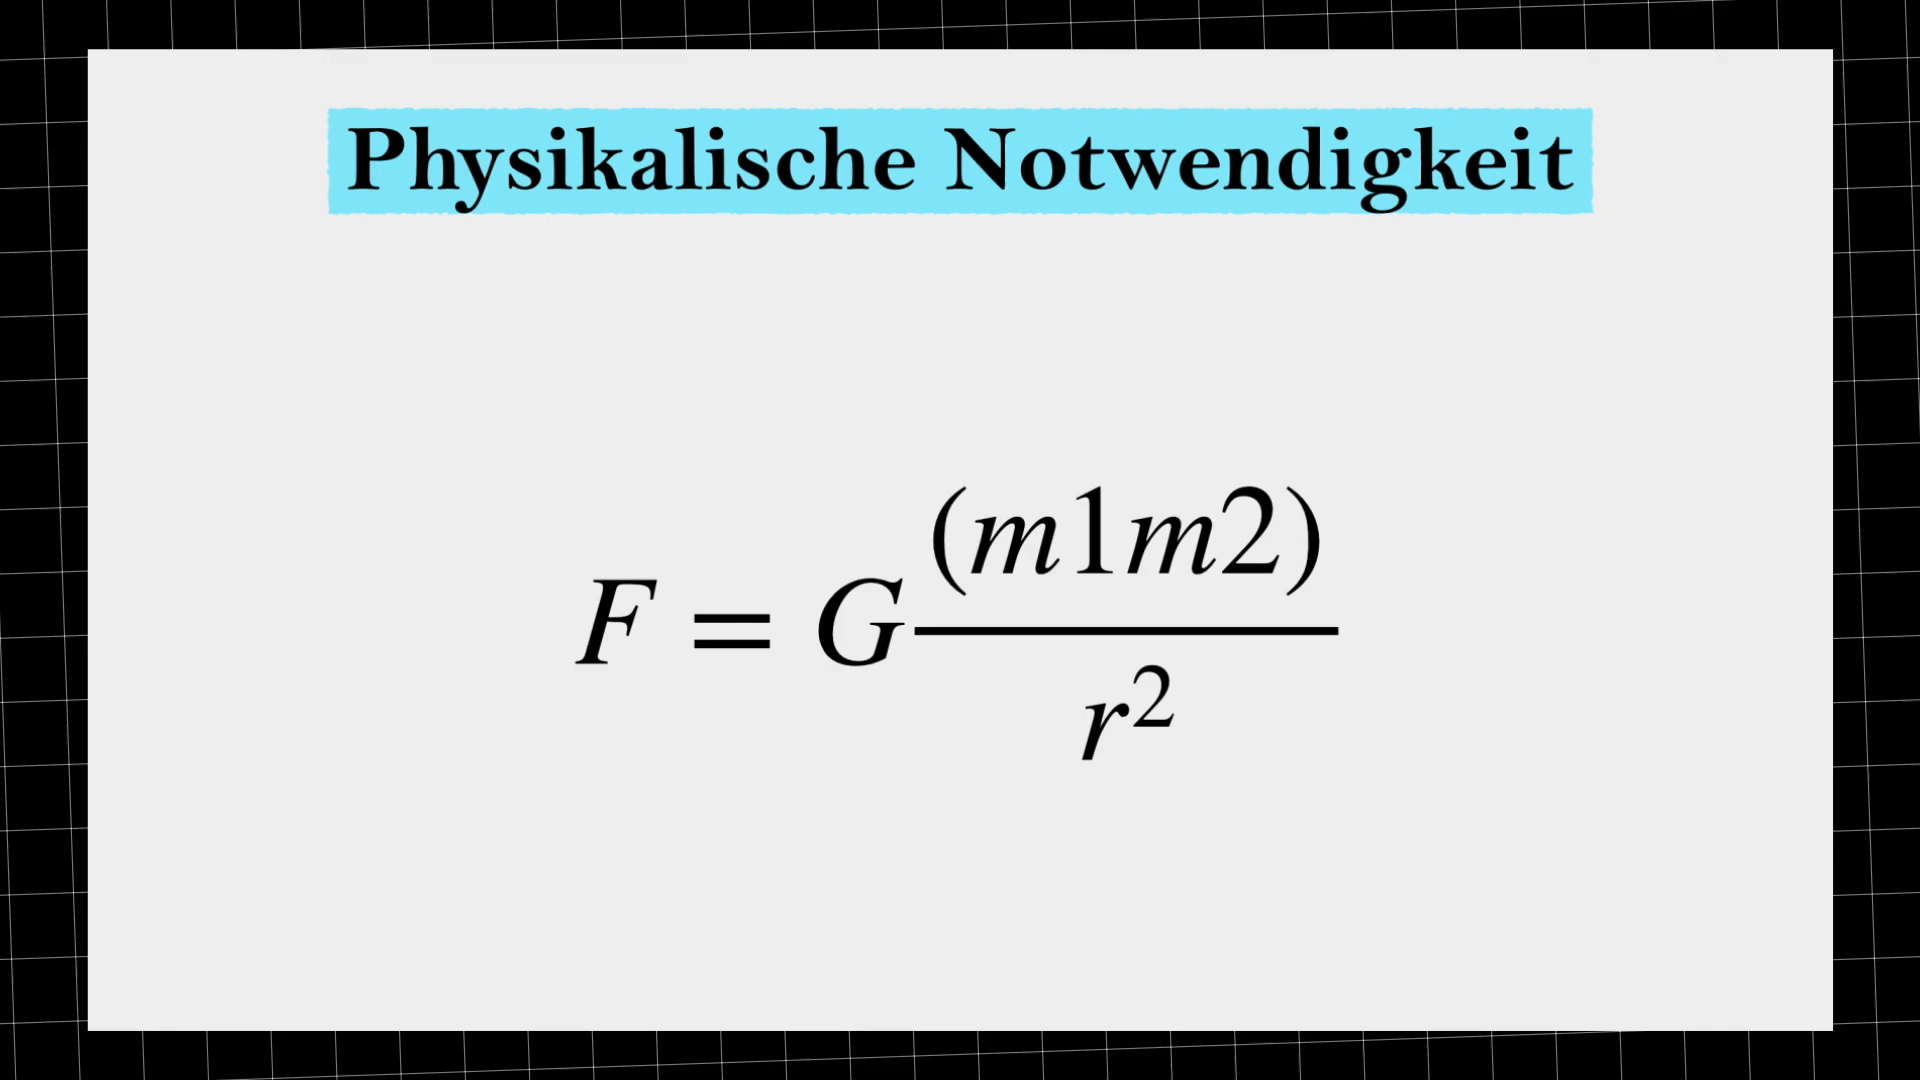 Physikalische Notwendigkeit
F = G (m1m2) / r²